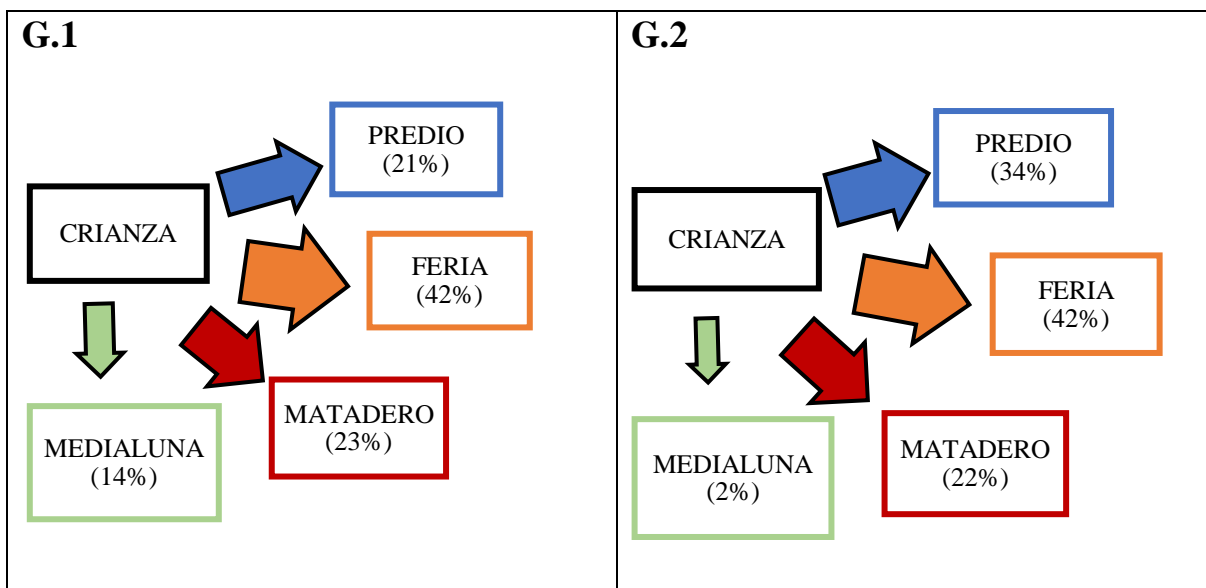 G.1
PREDIO
(21%)
CRIANZA
FERIA
(42%)
MATADERO
(23%)
MEDIALUNA
(14%)
G.2
PREDIO
(34%)
CRIANZA
FERIA
(42%)
MATADERO
(22%)
MEDIALUNA
(2%)